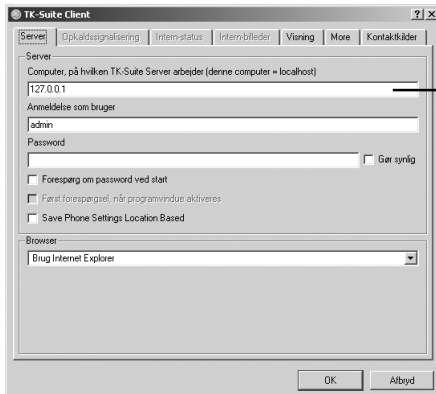 TK-Suite Client
Server Opkaldssignalisering Intern-status Intern-billeder Visning More Kontaktkilder
Server
Computer, på hvilken TK-Suite Server arbejder (denne computer = localhost)
127.0.0.1
Anmeldelse som bruger
admin
Password
Gør synlig
Forespørg om password ved start
Først forespørgsel, når programvindue aktiveres
Save Phone Settings Location Based
Browser
Brug Internet Explorer
OK Afbryd